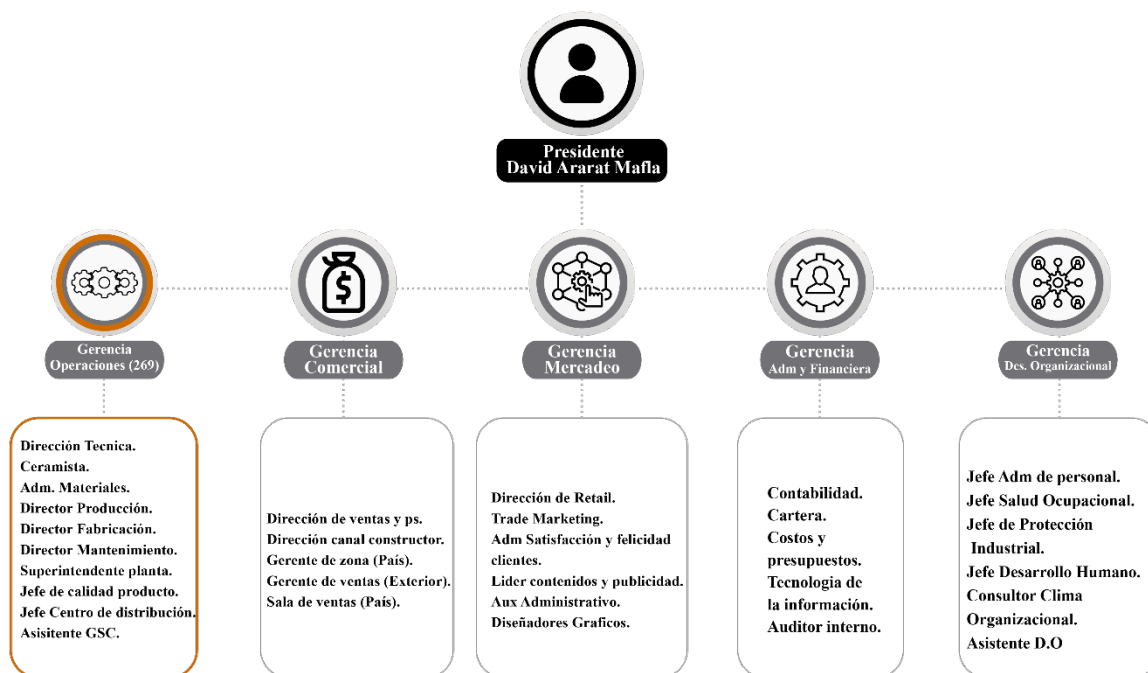 Presidente
David Ararat Mafla
Gerencia
Operaciones (269)
Gerencia
Comercial
Gerencia
Mercadeo
Gerencia
Adm y Financiera
Gerencia
Des. Organizacional
Dirección Tecnica.
Ceramista.
Adm. Materiales.
Director Producción.
Director Fabricación.
Director Mantenimiento.
Superintendente planta.
Jefe de calidad producto.
Jefe Centro de distribución.
Asisitente GSC.
Dirección de ventas y ps.
Dirección canal constructor.
Gerente de zona (País).
Gerente de ventas (Exterior).
Sala de ventas (País).
Dirección de Retail.
Trade Marketing.
Adm Satisfacción y felicidad
clientes.
Lider contenidos y publicidad.
Aux Administrativo.
Diseñadores Graficos.
Contabilidad.
Cartera.
Costos y
presupuestos.
Tecnologia de
la información.
Auditor interno.
Jefe Adm de personal.
Jefe Salud Ocupacional.
Jefe de Protección
Industrial.
Jefe Desarrollo Humano.
Consultor Clima
Organizacional.
Asistente D.O